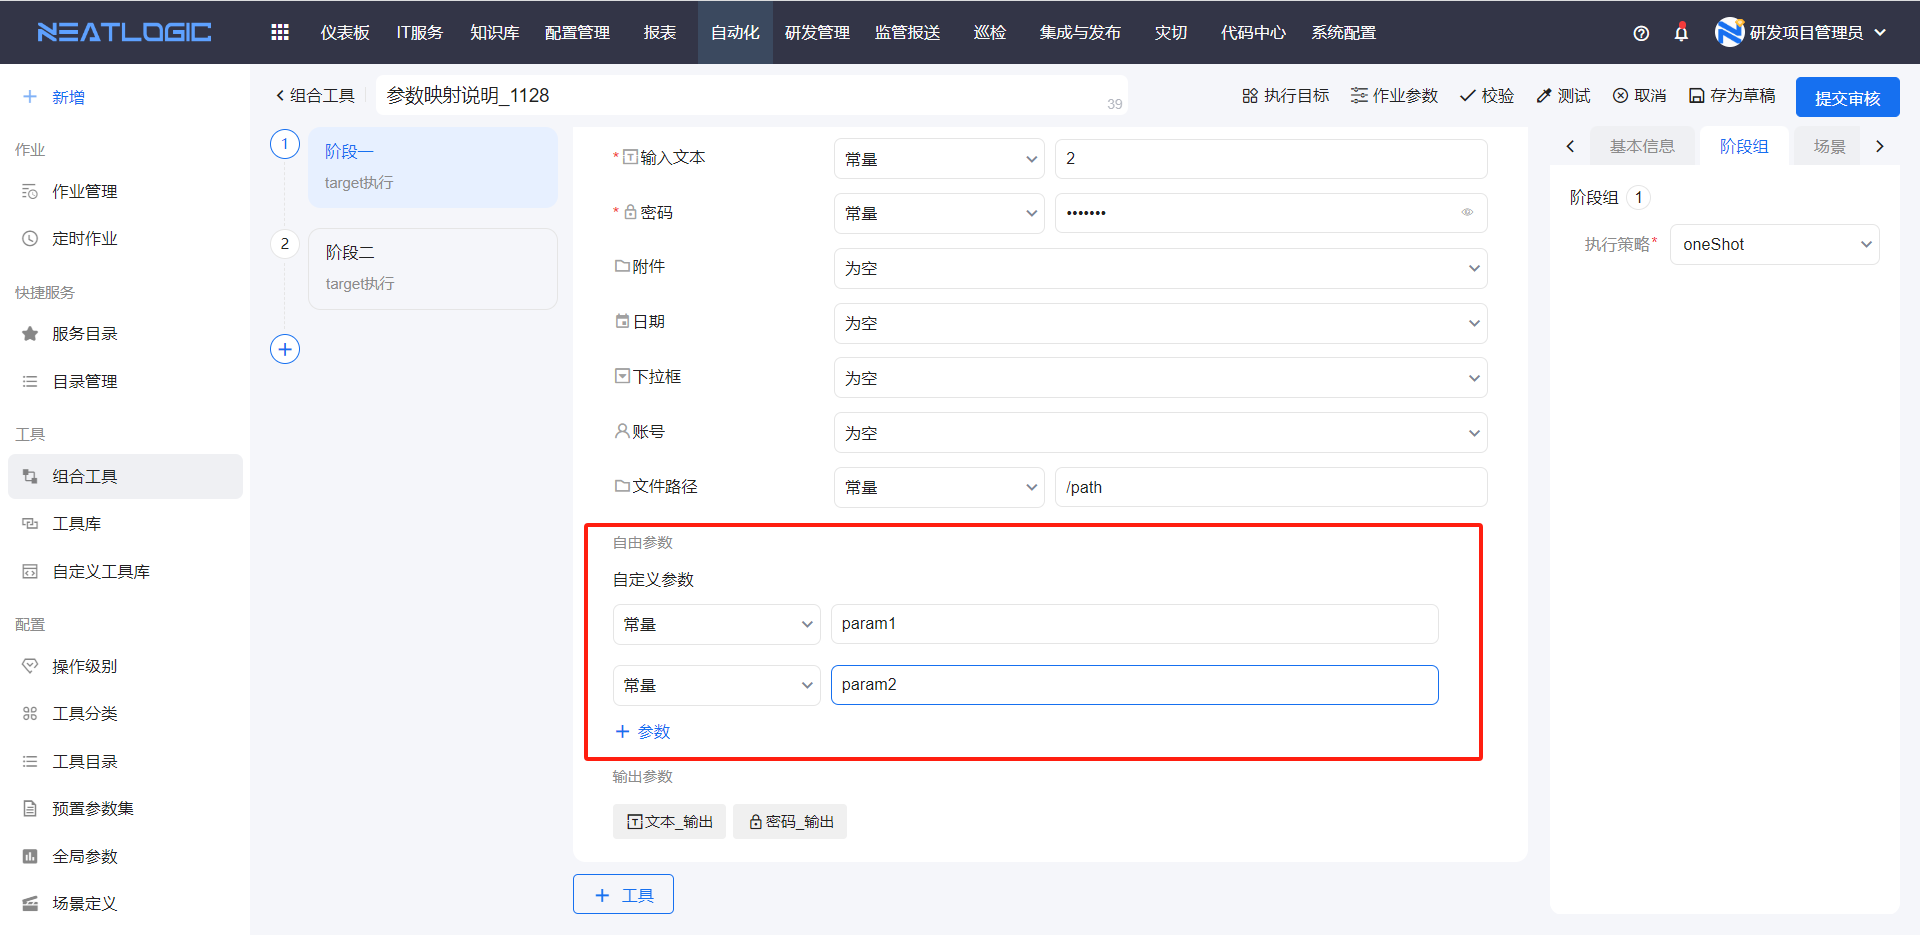 NEATLOGIC
仪表板 IT服务 知识库 配置管理 报表 自动化 研发管理 监管报送 巡检 集成与发布 灾切 代码中心 系统配置
研发项目管理员
新增
作业
作业管理
定时作业
快捷服务
服务目录
目录管理
工具
组合工具
工具库
自定义工具库
配置
操作级别
工具分类
工具目录
预置参数集
全局参数
场景定义
组合工具
参数映射说明_1128
39
执行目标 作业参数 校验 测试 取消 存为草稿 提交审核
1
阶段一
target执行
2
阶段二
target执行
*输入文本 常量 2
*密码 常量 •••••••
附件 为空
日期 为空
下拉框 为空
账号 为空
文件路径 常量 /path
自由参数
自定义参数
常量 param1
常量 param2
+ 参数
输出参数
文本_输出 密码_输出
+ 工具
基本信息 阶段组 场景
阶段组 1
执行策略* oneShot